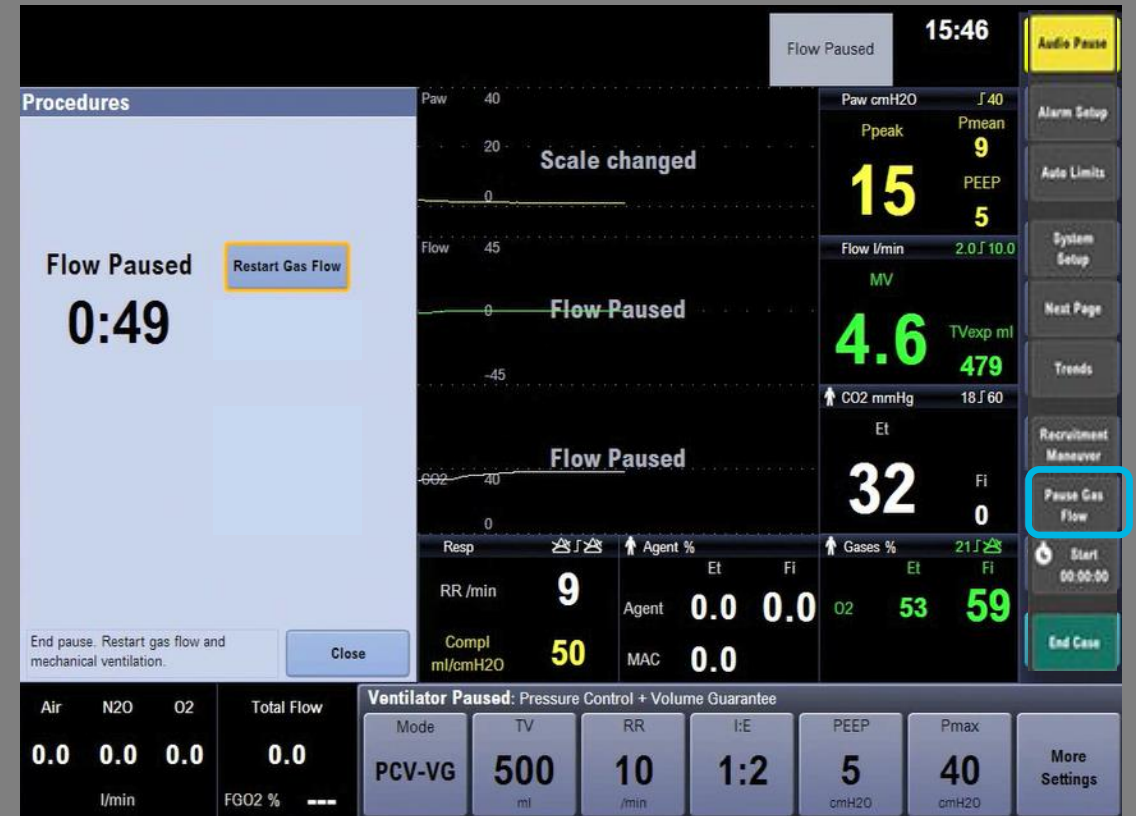 Flow Paused
15:46
Audio Pause
Procedures
Flow Paused
0:49
Restart Gas Flow
End pause. Restart gas flow and
mechanical ventilation.
Close
Paw
40
20
0
Scale changed
Flow
45
0
-45
Flow Paused
CO2
40
0
Flow Paused
Paw cmH2O 40
Ppeak
15
Pmean
9
PEEP
5
Flow l/min 2.0 10.0
MV
4.6
TVexp ml
479
CO2 mmHg 18 60
Et
32
Fi
0
Resp
RR /min 9
Compl
ml/cmH2O
50
Agent %
Et Fi
Agent 0.0 0.0
MAC 0.0
Gases % 21
Et Fi
O2 53 59
Alarm Setup
Auto Limits
System
Setup
Next Page
Trends
Recruitment
Maneuver
Pause Gas
Flow
Start
00:00:00
End Case
Air N2O O2 Total Flow
0.0 0.0 0.0 0.0
l/min FGO2 % ---
Ventilator Paused: Pressure Control + Volume Guarantee
Mode
PCV-VG
TV
500
ml
RR
10
/min
I:E
1:2
PEEP
5
cmH2O
Pmax
40
cmH2O
More
Settings